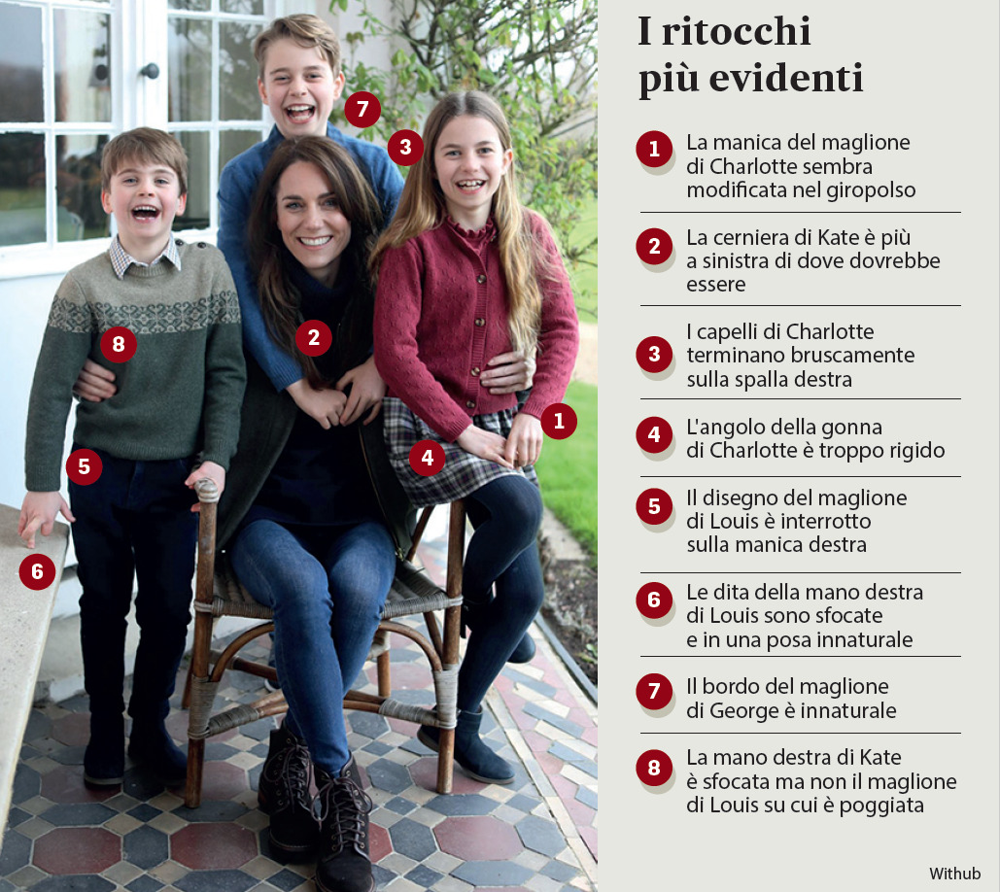 I ritocchi
più evidenti
7
3
2
8
1
4
5
6
1 La manica del maglione
di Charlotte sembra
modificata nel giropolso
2 La cerniera di Kate è più
a sinistra di dove dovrebbe
essere
3 I capelli di Charlotte
terminano bruscamente
sulla spalla destra
4 L'angolo della gonna
di Charlotte è troppo rigido
5 Il disegno del maglione
di Louis è interrotto
sulla manica destra
6 Le dita della mano destra
di Louis sono sfocate
e in una posa innaturale
7 Il bordo del maglione
di George è innaturale
8 La mano destra di Kate
è sfocata ma non il maglione
di Louis su cui è poggiata
Withub